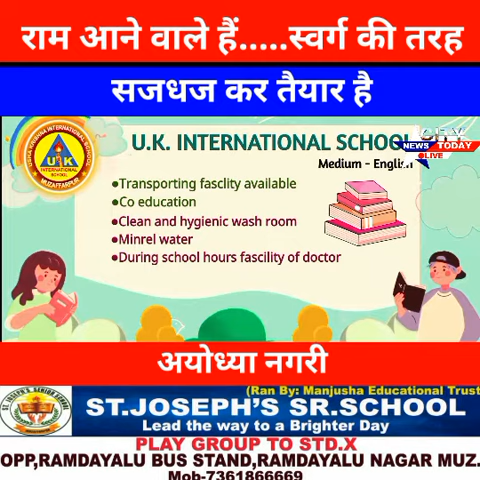 राम आने वाले हैं.....स्वर्ग की तरह
सजधज कर तैयार है
U.K. INTERNATIONAL SCHOOL
NEWS TODAY
LIVE
Medium - English
U.K
INTERNATIONAL
SCHOOL
MUZAFFARPUR
●Transporting fasclity available
●Co education
●Clean and hygienic wash room
●Minrel water
●During school hours fascility of doctor
अयोध्या नगरी
(Ran By: Manjusha Educational Trust
ST.JOSEPH'S SR.SCHOOL
Lead the way to a Brighter Day
PLAY GROUP TO STD.X
OPP,RAMDAYALU BUS STAND,RAMDAYALU NAGAR MUZ.
Mob-7361866669